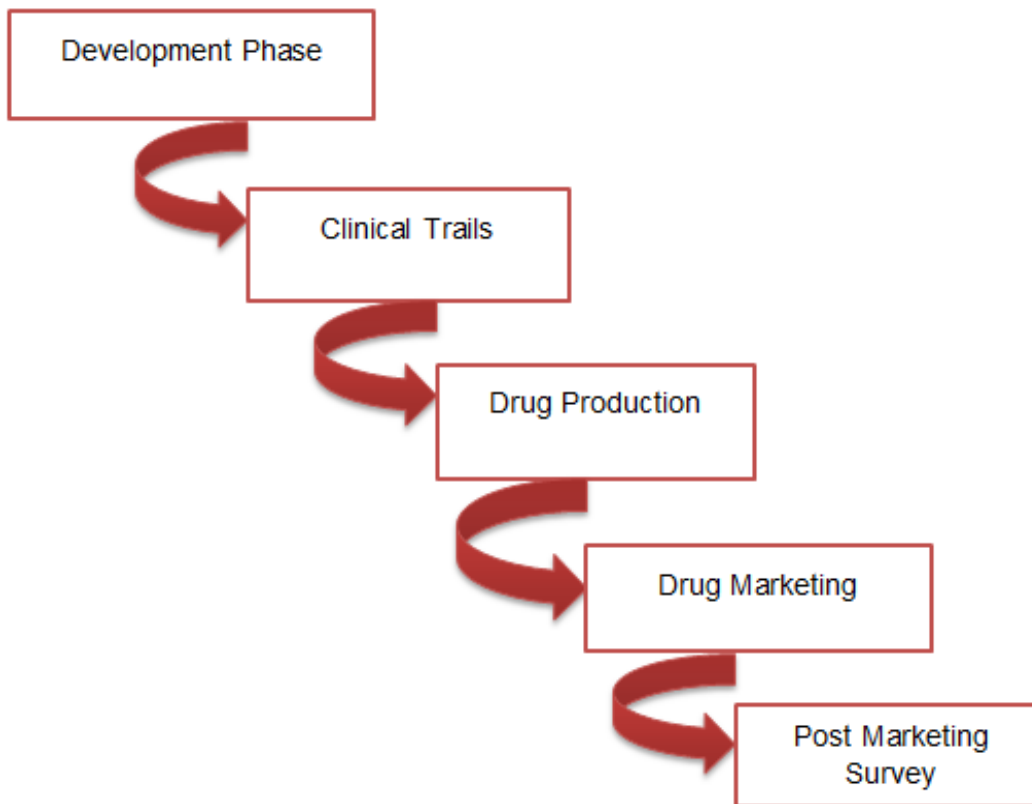 Development Phase
Clinical Trails
Drug Production
Drug Marketing
Post Marketing
Survey